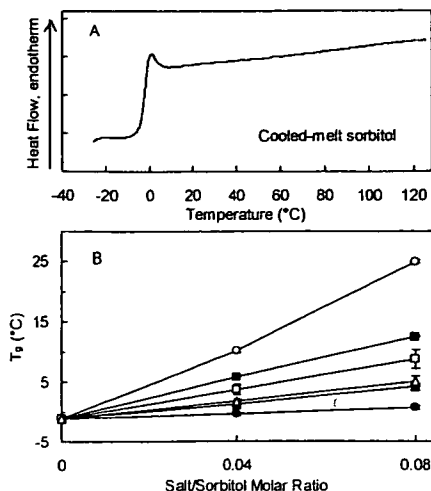 A
Heat Flow, endotherm
Cooled-melt sorbitol
-40 -20 0 20 40 60 80 100 120
Temperature (°C)
B
25
15
5
-5
Tg (°C)
0 0.04 0.08
Salt/Sorbitol Molar Ratio